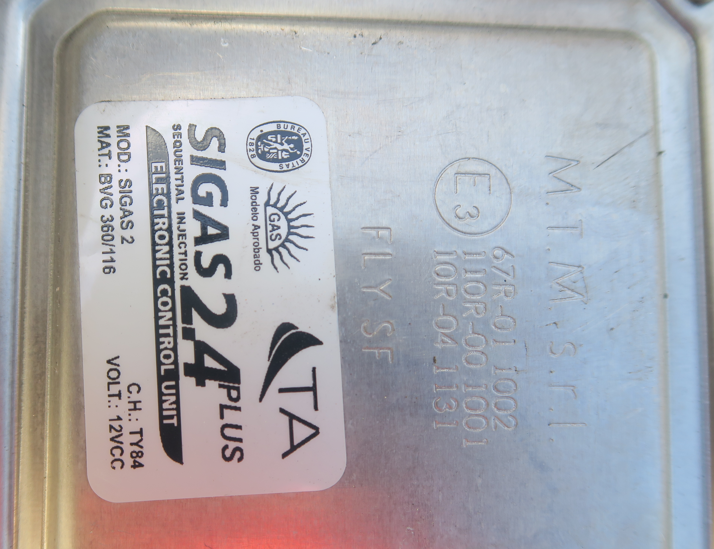 M.T.M. s.r.l.
E3
67R-01 1002
110R-00 1001
10R-04 1131
FLY SF
BUREAU VERITAS
1828
GAS
Modelo Aprobado
TA
SIGAS 2.4 PLUS
SEQUENTIAL INJECTION
ELECTRONIC CONTROL UNIT
MOD.: SIGAS 2
C.H.: TY84
MAT.: BVG 360/116
VOLT.: 12VCC